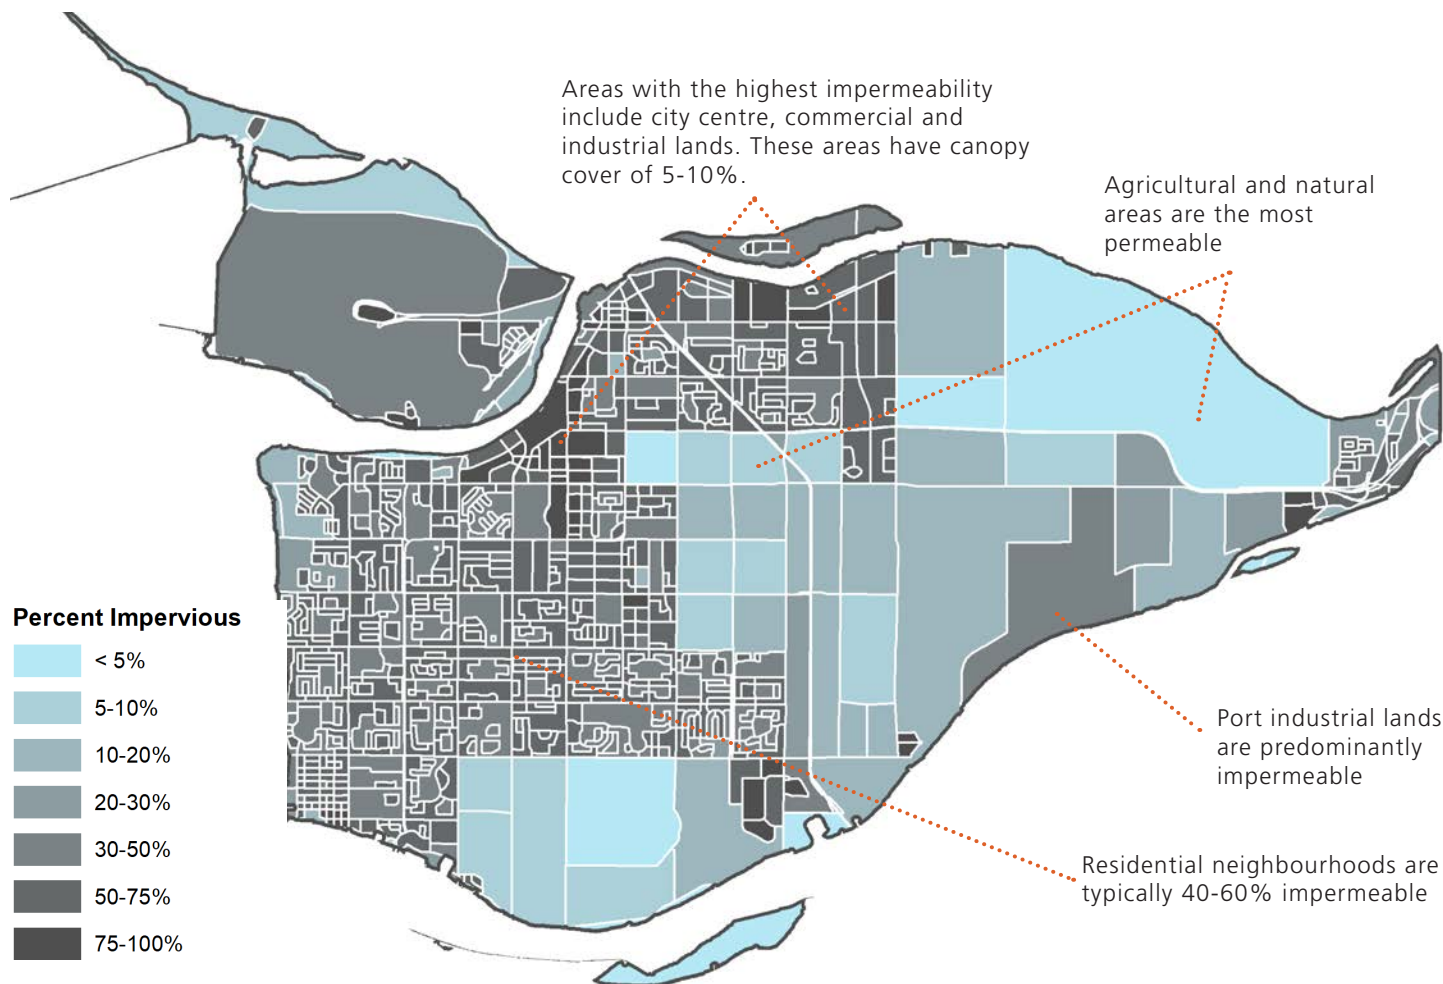 Areas with the highest impermeability
include city centre, commercial and
industrial lands. These areas have canopy
cover of 5-10%.
Agricultural and natural
areas are the most
permeable
Percent Impervious
< 5%
5-10%
10-20%
20-30%
30-50%
50-75%
75-100%
Port industrial lands
are predominantly
impermeable
Residential neighbourhoods are
typically 40-60% impermeable